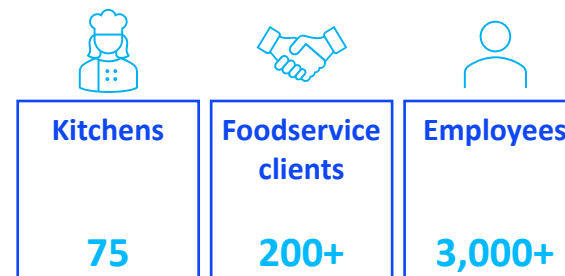 Kitchens
75
Foodservice
clients
200+
Employees
3,000+